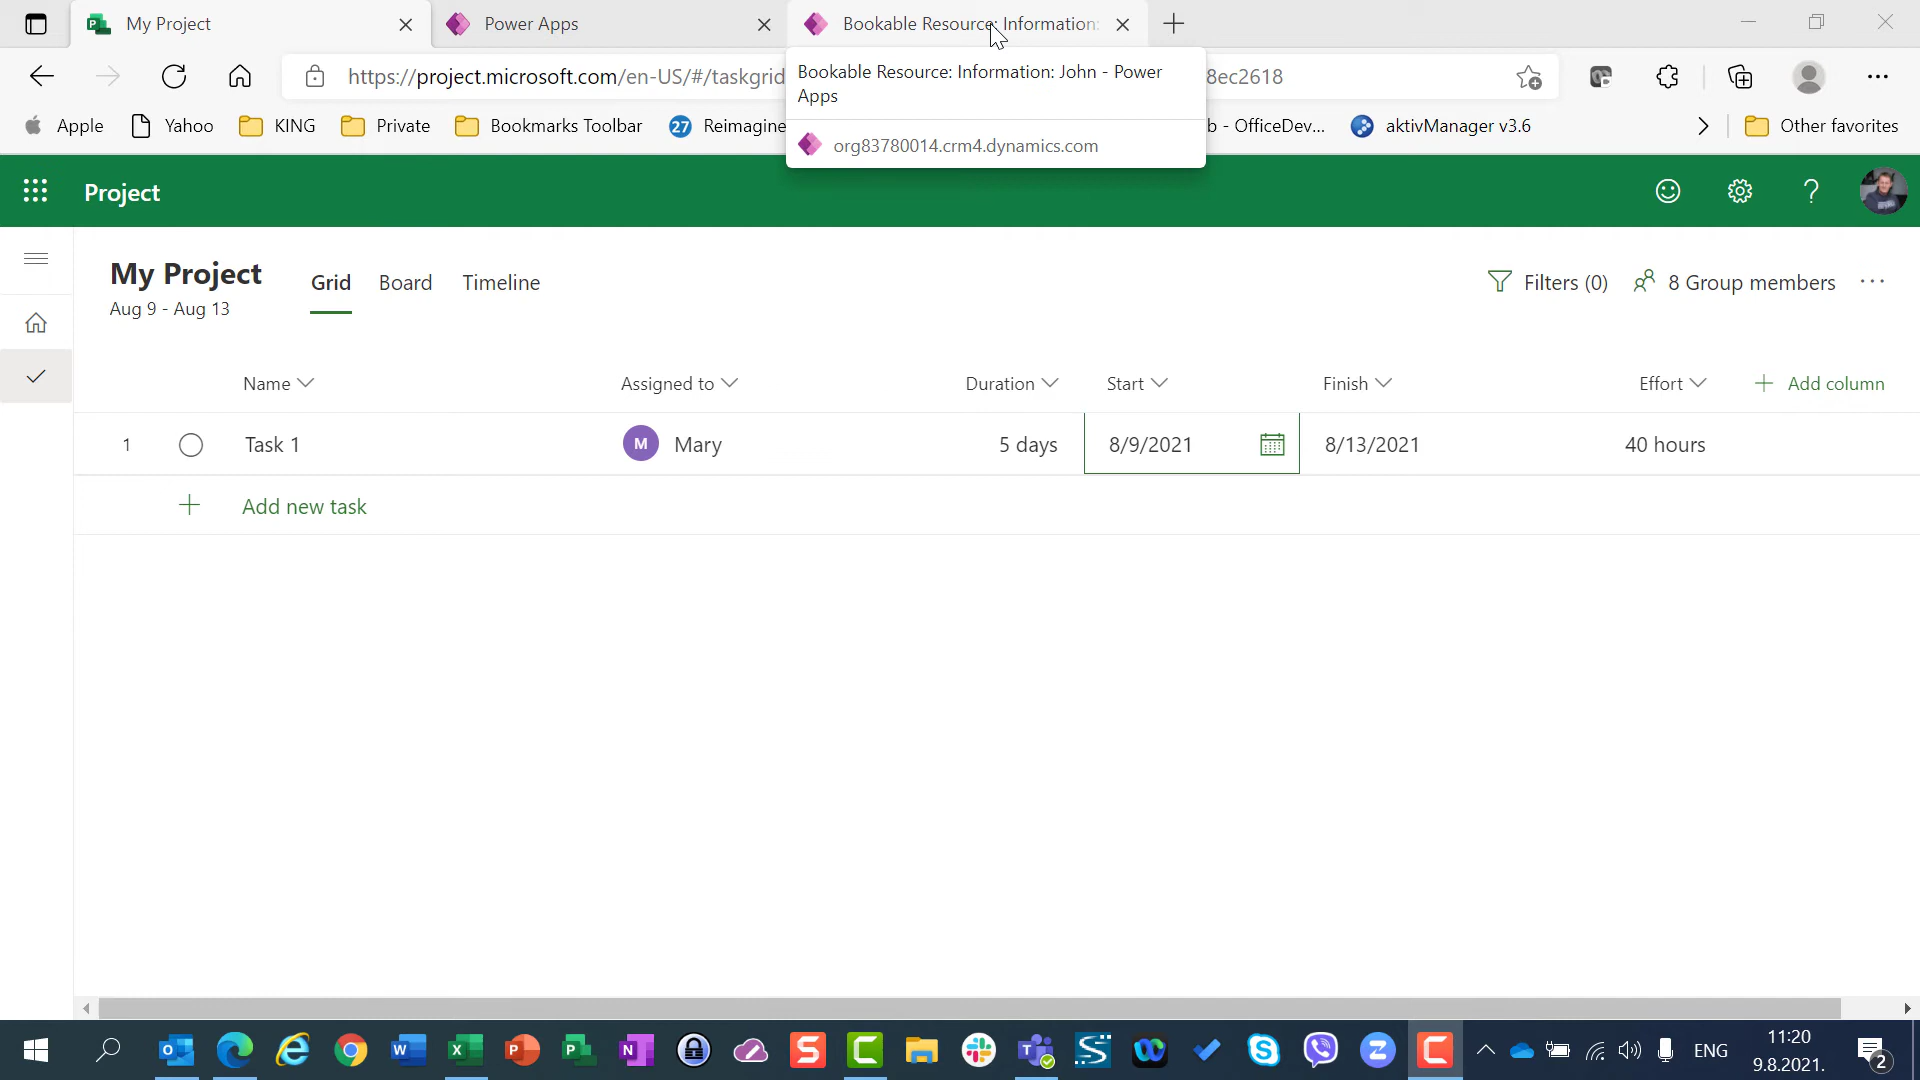 My Project
Power Apps
Bookable Resource: Information:
https://project.microsoft.com/en-US/#/taskgrid
8ec2618
Bookable Resource: Information: John - Power
Apps
org83780014.crm4.dynamics.com
Apple
Yahoo
KING
Private
Bookmarks Toolbar
27
Reimagine
b - OfficeDev...
aktivManager v3.6
Other favorites
Project
My Project
Aug 9 - Aug 13
Grid
Board
Timeline
Filters (0)
8 Group members
Name
Assigned to
Duration
Start
Finish
Effort
Add column
1
Task 1
M
Mary
5 days
8/9/2021
8/13/2021
40 hours
Add new task
ENG
11:20
9.8.2021.
2